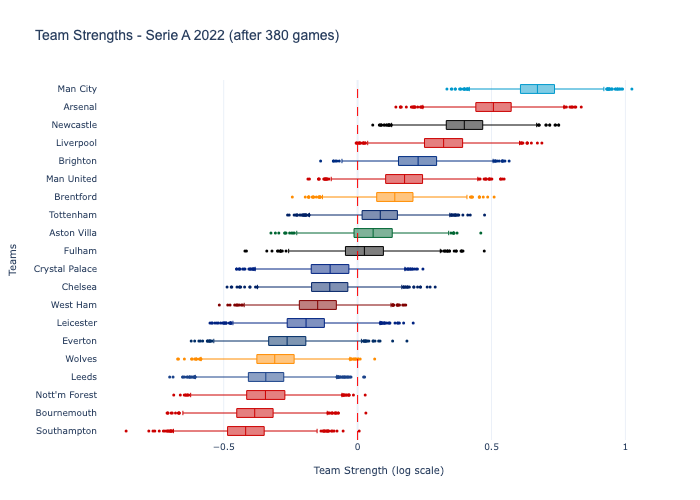 Team Strengths - Serie A 2022 (after 380 games)
Man City
Arsenal
Newcastle
Liverpool
Brighton
Man United
Brentford
Tottenham
Aston Villa
Fulham
Crystal Palace
Chelsea
West Ham
Leicester
Everton
Wolves
Leeds
Nott'm Forest
Bournemouth
Southampton
Teams
−0.5
0
0.5
1
Team Strength (log scale)